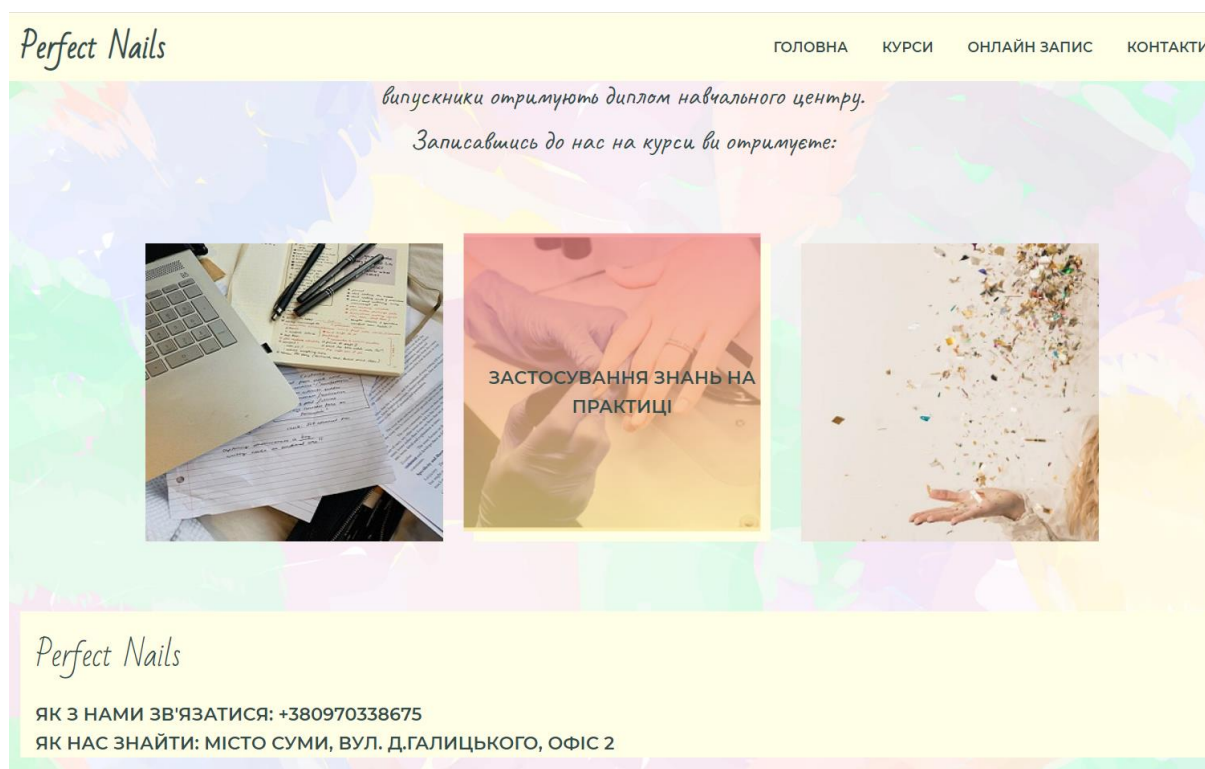 Perfect Nails
ГОЛОВНА КУРСИ ОНЛАЙН ЗАПИС КОНТАКТИ
випускники отримують диплом навчального центру.
Записавшись до нас на курси ви отримуєте:
ЗАСТОСУВАННЯ ЗНАНЬ НА
ПРАКТИЦІ
Perfect Nails
ЯК З НАМИ ЗВ'ЯЗАТИСЯ: +380970338675
ЯК НАС ЗНАЙТИ: МІСТО СУМИ, ВУЛ. Д.ГАЛИЦЬКОГО, ОФІС 2